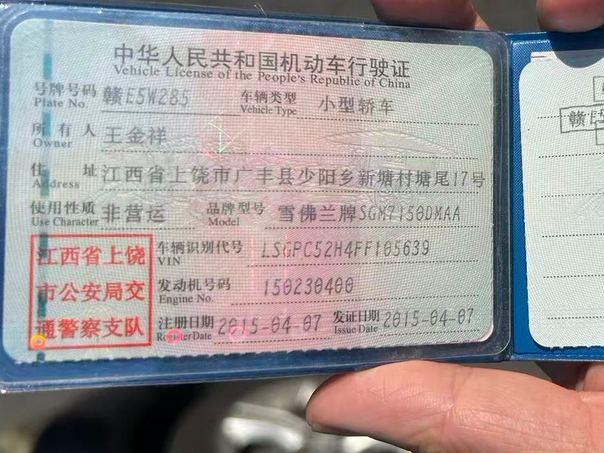 中华人民共和国机动车行驶证
Vehicle License of the People's Republic of China
号牌号码 赣E5W285 车辆类型 小型轿车
Plate No. Vehicle Type
所有人 王金祥
Owner
住址 江西省上饶市广丰县少阳乡新塘村塘尾17号
Address
使用性质 非营运 品牌型号 雪佛兰牌SGM7150DMAA
Use Character Model
江西省上饶
市公安局交
通警察支队
车辆识别代号 LSGPC52H4FF105639
VIN
发动机号码 150230400
Engine No.
注册日期 2015-04-07 发证日期 2015-04-07
Register Date Issue Date
赣E5